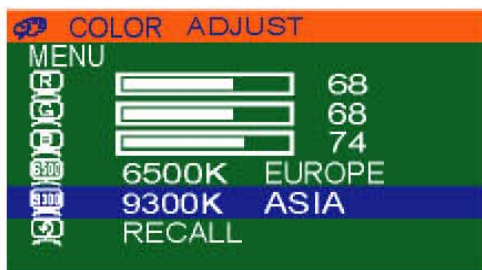 COLOR ADJUST
MENU
R 68
G 68
74
6500 6500K EUROPE
9300 9300K ASIA
RECALL